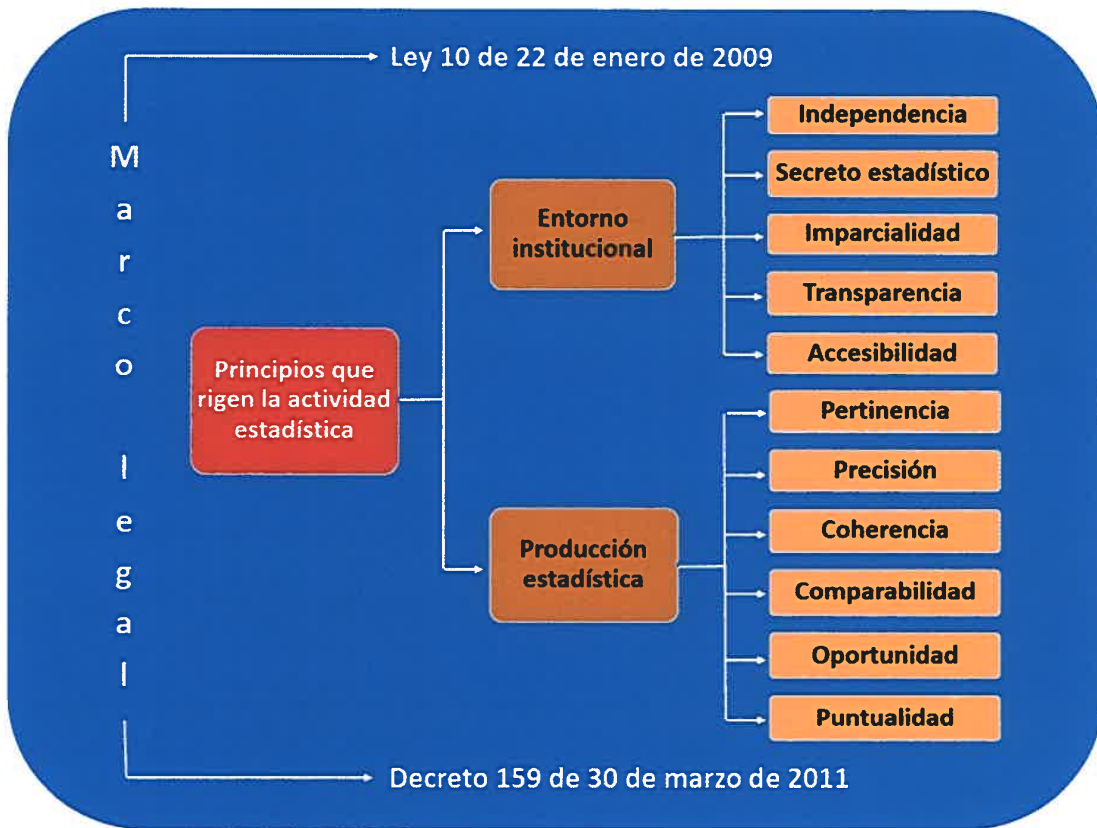 Ley 10 de 22 de enero de 2009
Marco legal
Principios que
rigen la actividad
estadística
Entorno
institucional
Independencia
Secreto estadístico
Imparcialidad
Transparencia
Accesibilidad
Producción
estadística
Pertinencia
Precisión
Coherencia
Comparabilidad
Oportunidad
Puntualidad
Decreto 159 de 30 de marzo de 2011